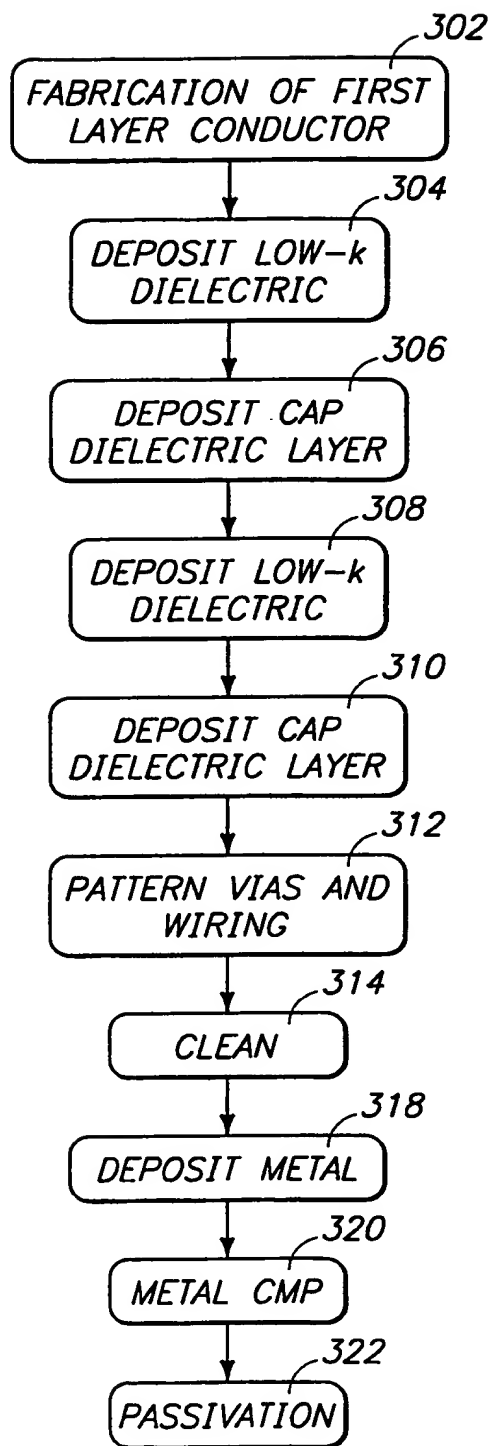 302
FABRICATION OF FIRST
LAYER CONDUCTOR
304
DEPOSIT LOW-k
DIELECTRIC
306
DEPOSIT CAP
DIELECTRIC LAYER
308
DEPOSIT LOW-k
DIELECTRIC
310
DEPOSIT CAP
DIELECTRIC LAYER
312
PATTERN VIAS AND
WIRING
314
CLEAN
318
DEPOSIT METAL
320
METAL CMP
322
PASSIVATION